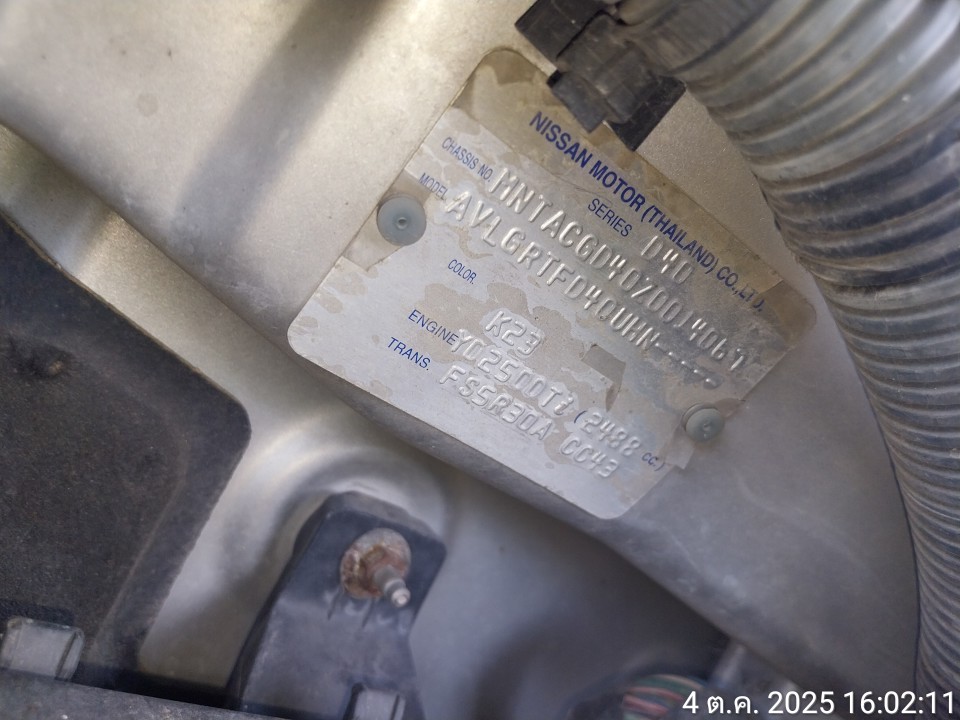 NISSAN MOTOR (THAILAND) CO.,LTD.
SERIES D40
CHASSIS NO. MNTACGD40Z0014067
MODEL AVLGRTFD40UHN-----
COLOR. K23
ENGINE YD25DDTi (2488 CC.)
TRANS. FS5R30A CC43
4 ต.ค. 2025 16:02:11